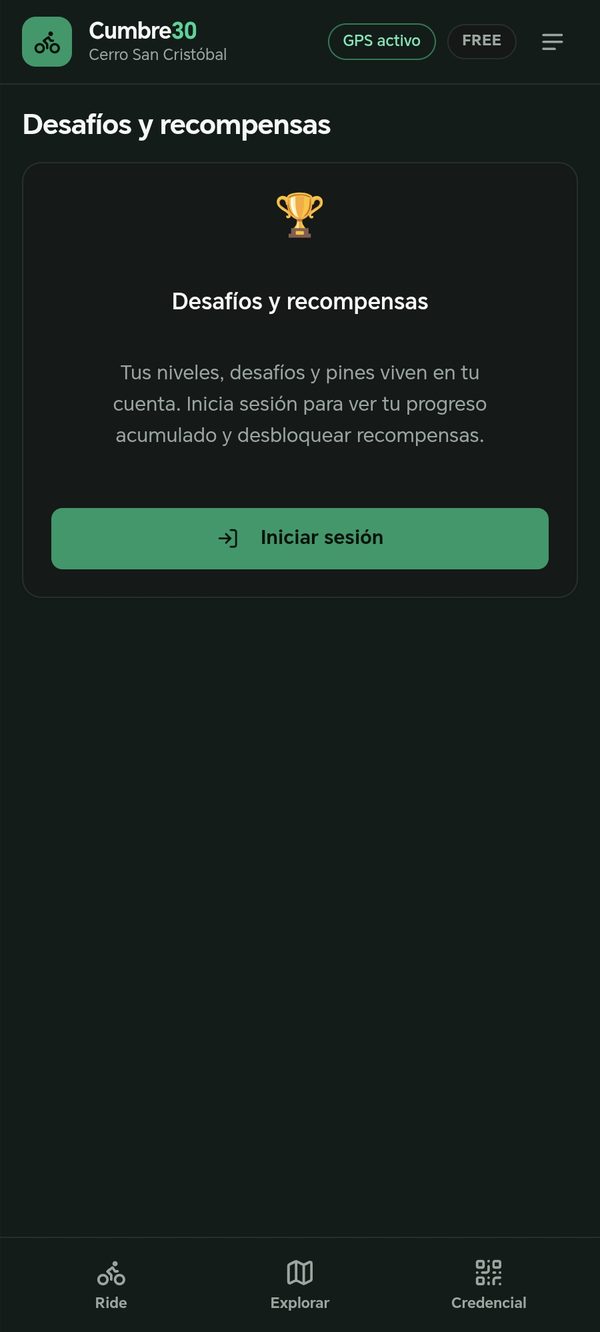 Cumbre30
Cerro San Cristóbal
GPS activo
FREE
Desafíos y recompensas
Desafíos y recompensas
Tus niveles, desafíos y pines viven en tu
cuenta. Inicia sesión para ver tu progreso
acumulado y desbloquear recompensas.
Iniciar sesión
Ride
Explorar
Credencial